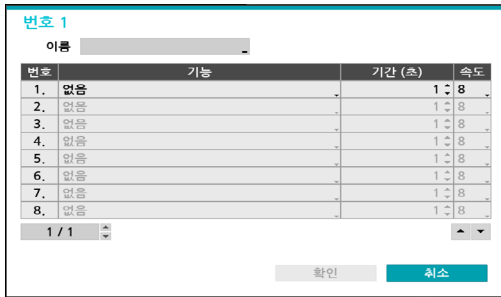 번호 1
이름
번호 기능 기간 (초) 속도
1. 없음 1 8
2. 없음 1 8
3. 없음 1 8
4. 없음 1 8
5. 없음 1 8
6. 없음 1 8
7. 없음 1 8
8. 없음 1 8
1 / 1
확인 취소